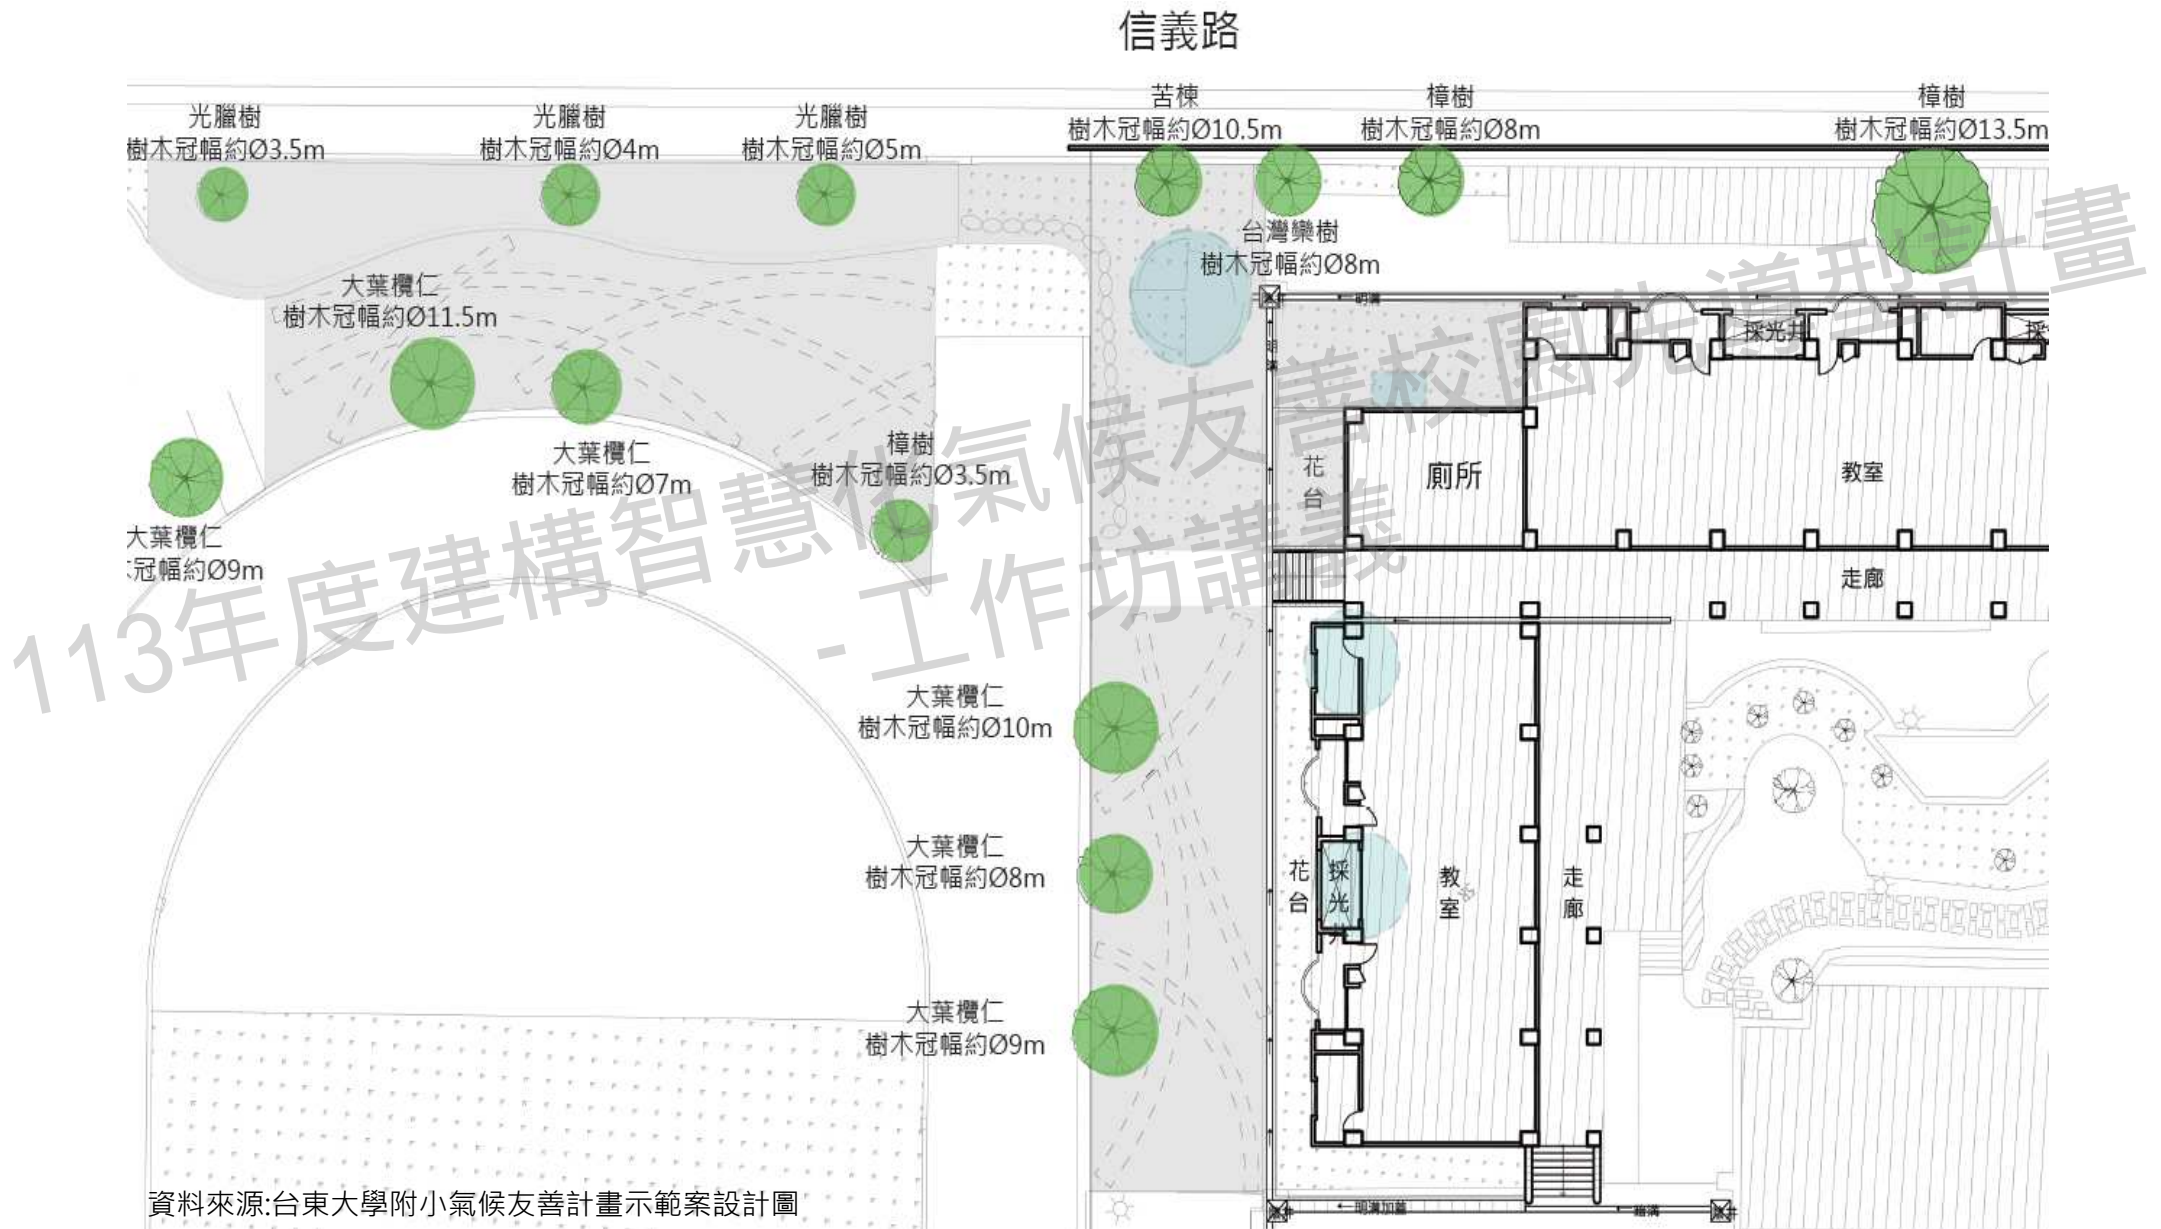 信義路
光臘樹
樹木冠幅約Ø3.5m
光臘樹
樹木冠幅約Ø4m
光臘樹
樹木冠幅約Ø5m
苦楝
樹木冠幅約Ø10.5m
樟樹
樹木冠幅約Ø8m
樟樹
樹木冠幅約Ø13.5m
台灣欒樹
樹木冠幅約Ø8m
大葉欖仁
樹木冠幅約Ø11.5m
明溝
明溝
採光井
採
大葉欖仁
樹木冠幅約Ø7m
樟樹
樹木冠幅約Ø3.5m
花台
廁所
教室
大葉欖仁
冠幅約Ø9m
走廊
113年度建構智慧化氣候友善校園先導型計畫
-工作坊講義
大葉欖仁
樹木冠幅約Ø10m
大葉欖仁
樹木冠幅約Ø8m
花台
採光井
教室
走廊
大葉欖仁
樹木冠幅約Ø9m
資料來源:台東大學附小氣候友善計畫示範案設計圖
明溝加蓋